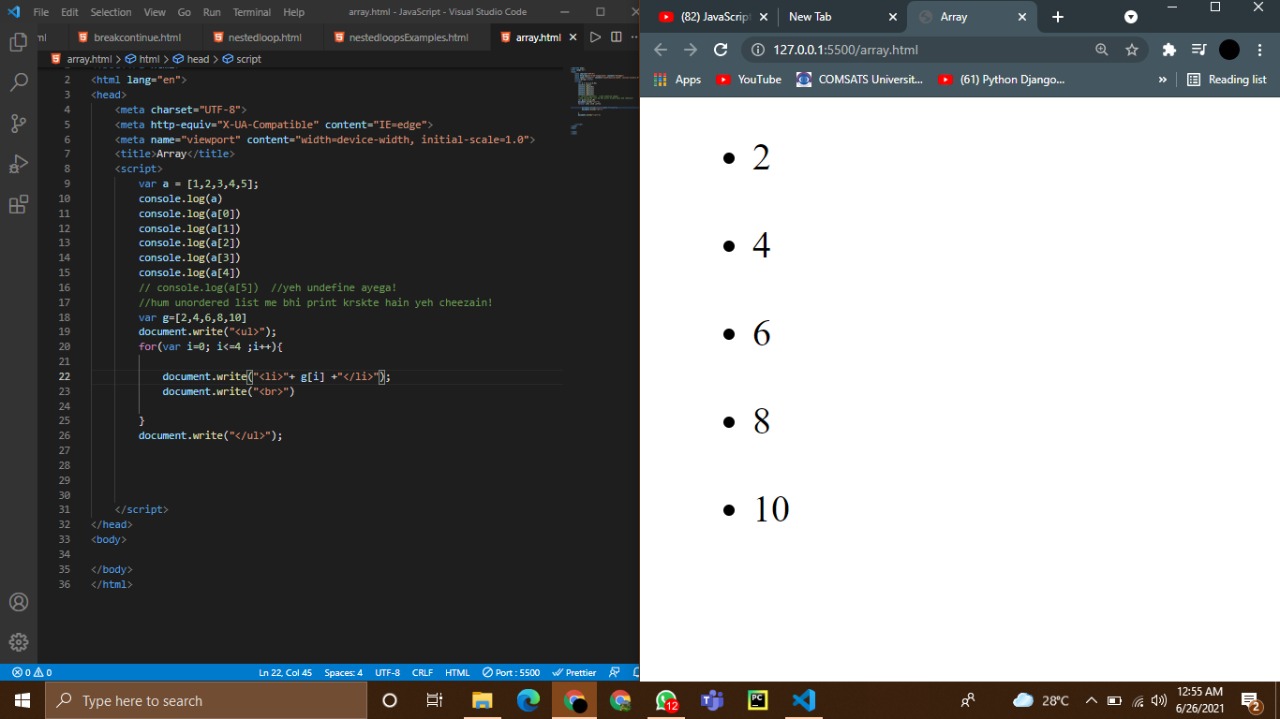 File Edit Selection View Go Run Terminal Help array.html - JavaScript - Visual Studio Code
breakcontinue.html nestedloop.html nestedloopsExamples.html array.html
array.html > html > head > script
2 <html lang="en">
3 <head>
4 <meta charset="UTF-8">
5 <meta http-equiv="X-UA-Compatible" content="IE=edge">
6 <meta name="viewport" content="width=device-width, initial-scale=1.0">
7 <title>Array</title>
8 <script>
9 var a = [1,2,3,4,5];
10 console.log(a)
11 console.log(a[0])
12 console.log(a[1])
13 console.log(a[2])
14 console.log(a[3])
15 console.log(a[4])
16 // console.log(a[5])  //yeh undefine ayega!
17 //hum unordered list me bhi print krskte hain yeh cheezain!
18 var g=[2,4,6,8,10]
19 document.write("<ul>");
20 for(var i=0; i<=4 ;i++){
21
22 document.write("<li>"+ g[i] +"</li>");
23 document.write("<br>")
24
25 }
26 document.write("</ul>");
27
28
29
30
31 </script>
32 </head>
33 <body>
34
35 </body>
36 </html>
0 0 Ln 22, Col 45 Spaces: 4 UTF-8 CRLF HTML Port : 5500 Prettier
(82) JavaScript New Tab Array
127.0.0.1:5500/array.html
Apps YouTube COMSATS Universit... (61) Python Django... » Reading list
• 2
• 4
• 6
• 8
• 10
Type here to search
12
PC
28°C
12:55 AM
6/26/2021
2